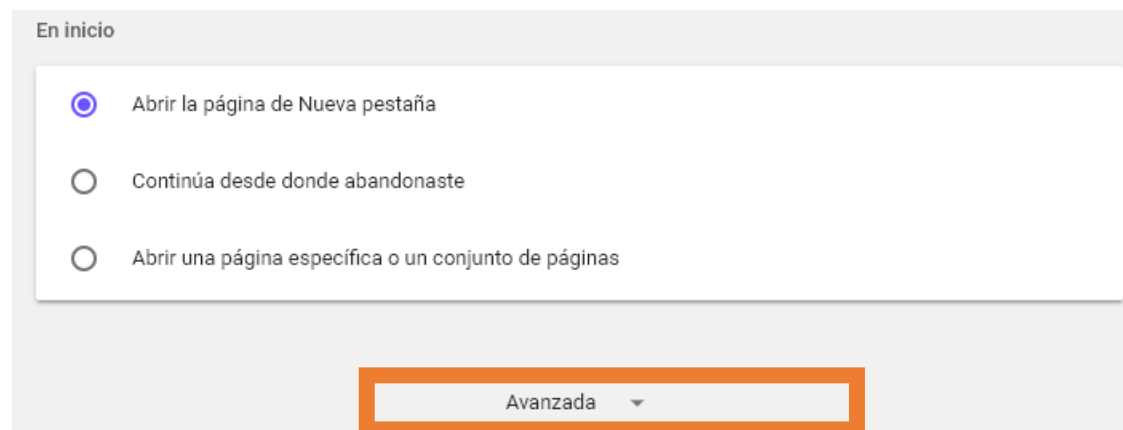 En inicio
Abrir la página de Nueva pestaña
Continúa desde donde abandonaste
Abrir una página específica o un conjunto de páginas
Avanzada